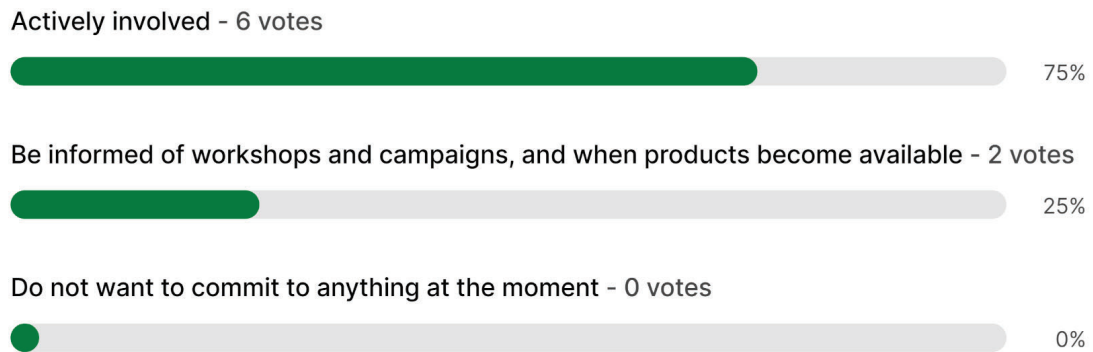 Actively involved - 6 votes
75%
Be informed of workshops and campaigns, and when products become available - 2 votes
25%
Do not want to commit to anything at the moment - 0 votes
0%